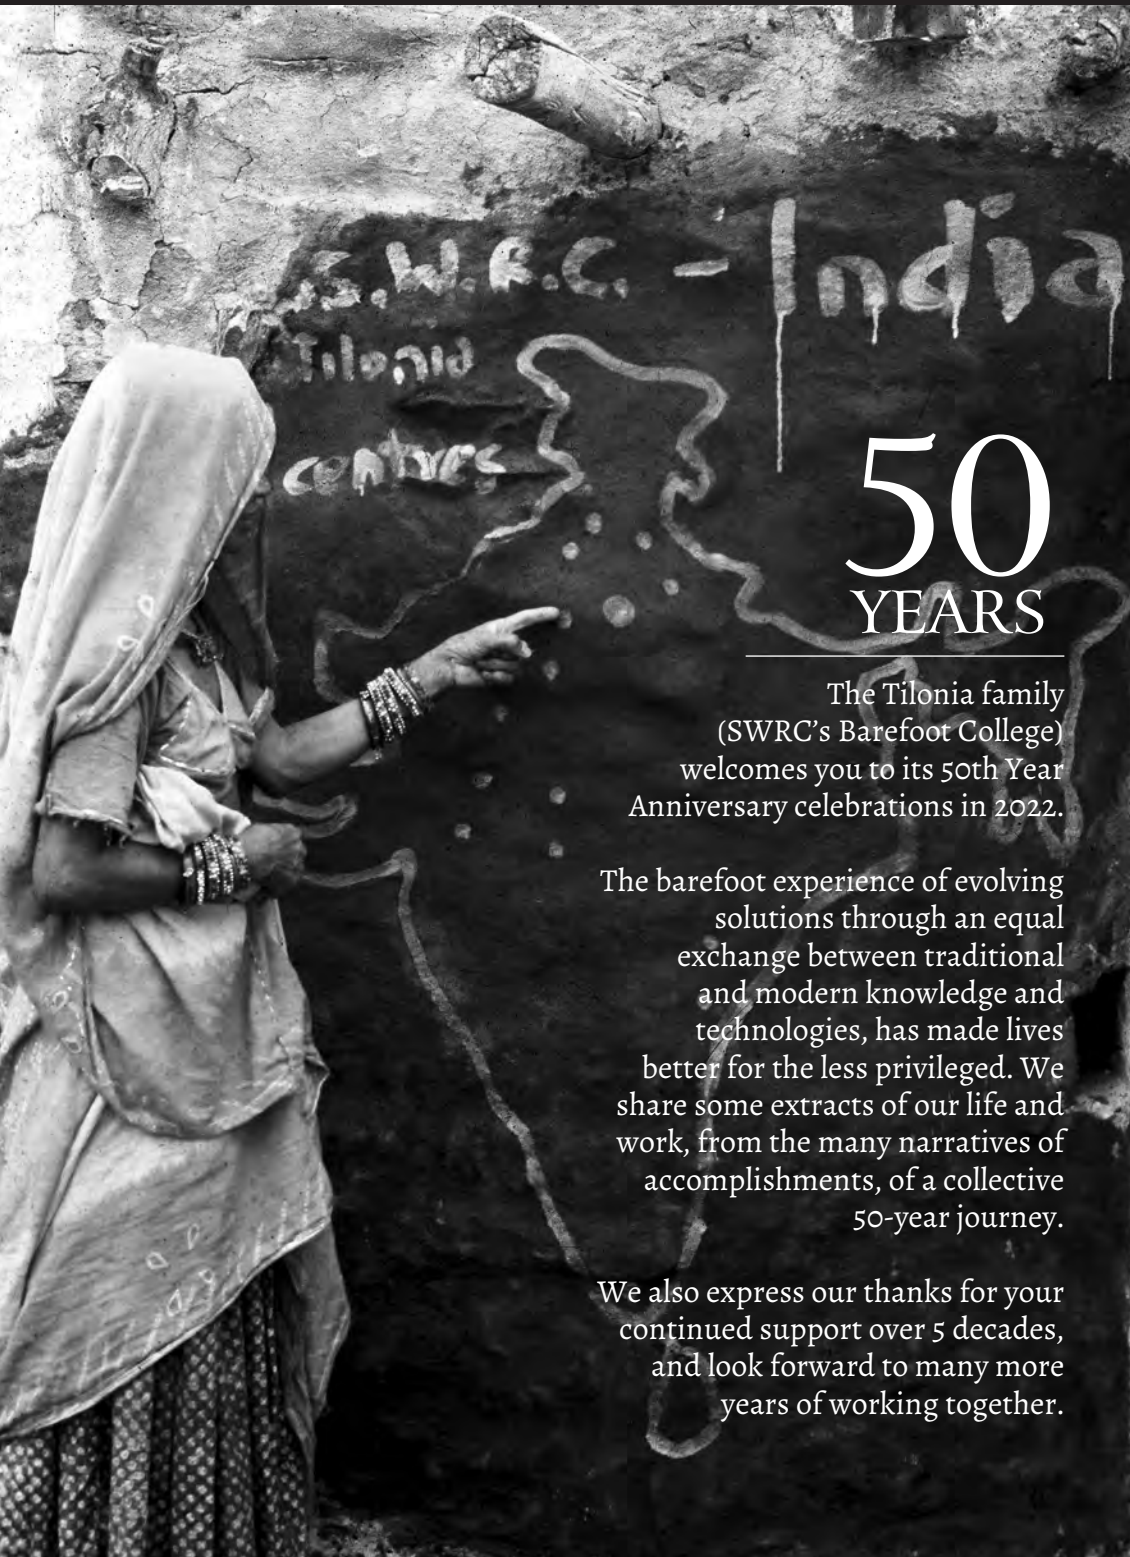 S.W.R.C. - India
Tilonia
centres
50
YEARS
The Tilonia family
(SWRC’s Barefoot College)
welcomes you to its 50th Year
Anniversary celebrations in 2022.
The barefoot experience of evolving
solutions through an equal
exchange between traditional
and modern knowledge and
technologies, has made lives
better for the less privileged. We
share some extracts of our life and
work, from the many narratives of
accomplishments, of a collective
50-year journey.
We also express our thanks for your
continued support over 5 decades,
and look forward to many more
years of working together.